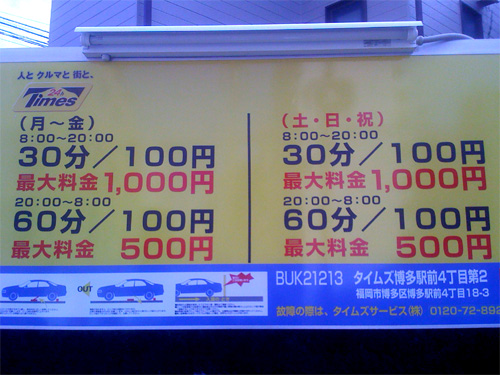 人と クルマと 街と、
24h
Times
(月～金)
8:00～20:00
30分／100円
最大料金 1,000円
20:00～8:00
60分／100円
最大料金 500円
(土・日・祝)
8:00～20:00
30分／100円
最大料金 1,000円
20:00～8:00
60分／100円
最大料金 500円
OUT
BUK21213 タイムズ博多駅前4丁目第2
福岡市博多区博多駅前4丁目18-3
故障の際は、タイムズサービス㈱ 0120-72-892